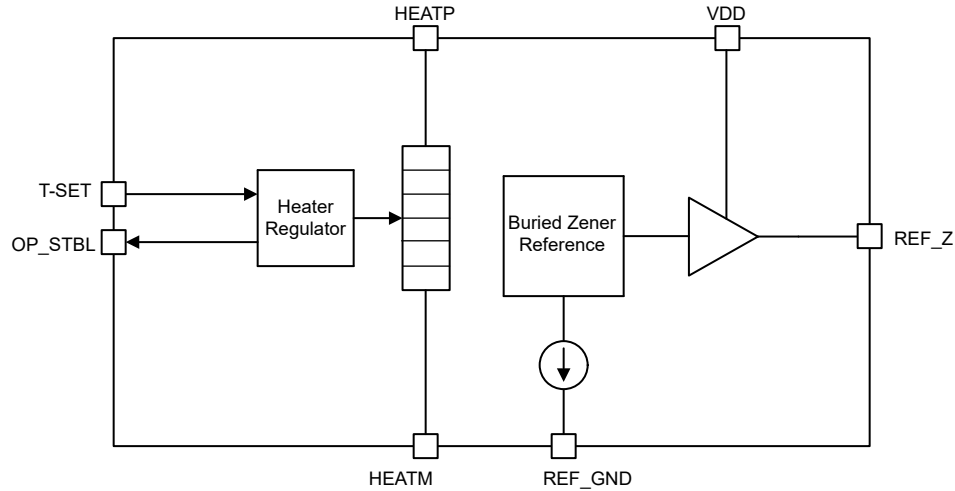 HEATP
VDD
T-SET
OP_STBL
Heater
Regulator
Buried Zener
Reference
REF_Z
HEATM
REF_GND